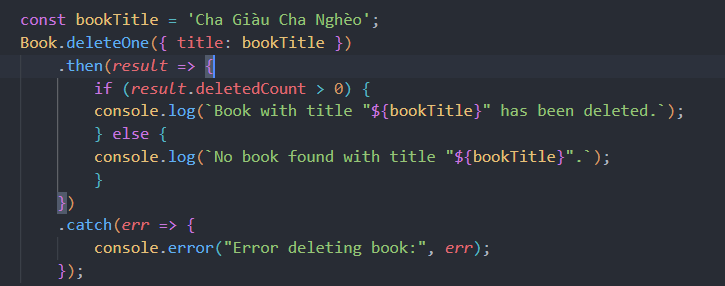 const bookTitle = 'Cha Giàu Cha Nghèo';
Book.deleteOne({ title: bookTitle })
    .then(result => {
        if (result.deletedCount > 0) {
        console.log(`Book with title "${bookTitle}" has been deleted.`);
        } else {
        console.log(`No book found with title "${bookTitle}".`);
        }
    })
    .catch(err => {
        console.error("Error deleting book:", err);
    });